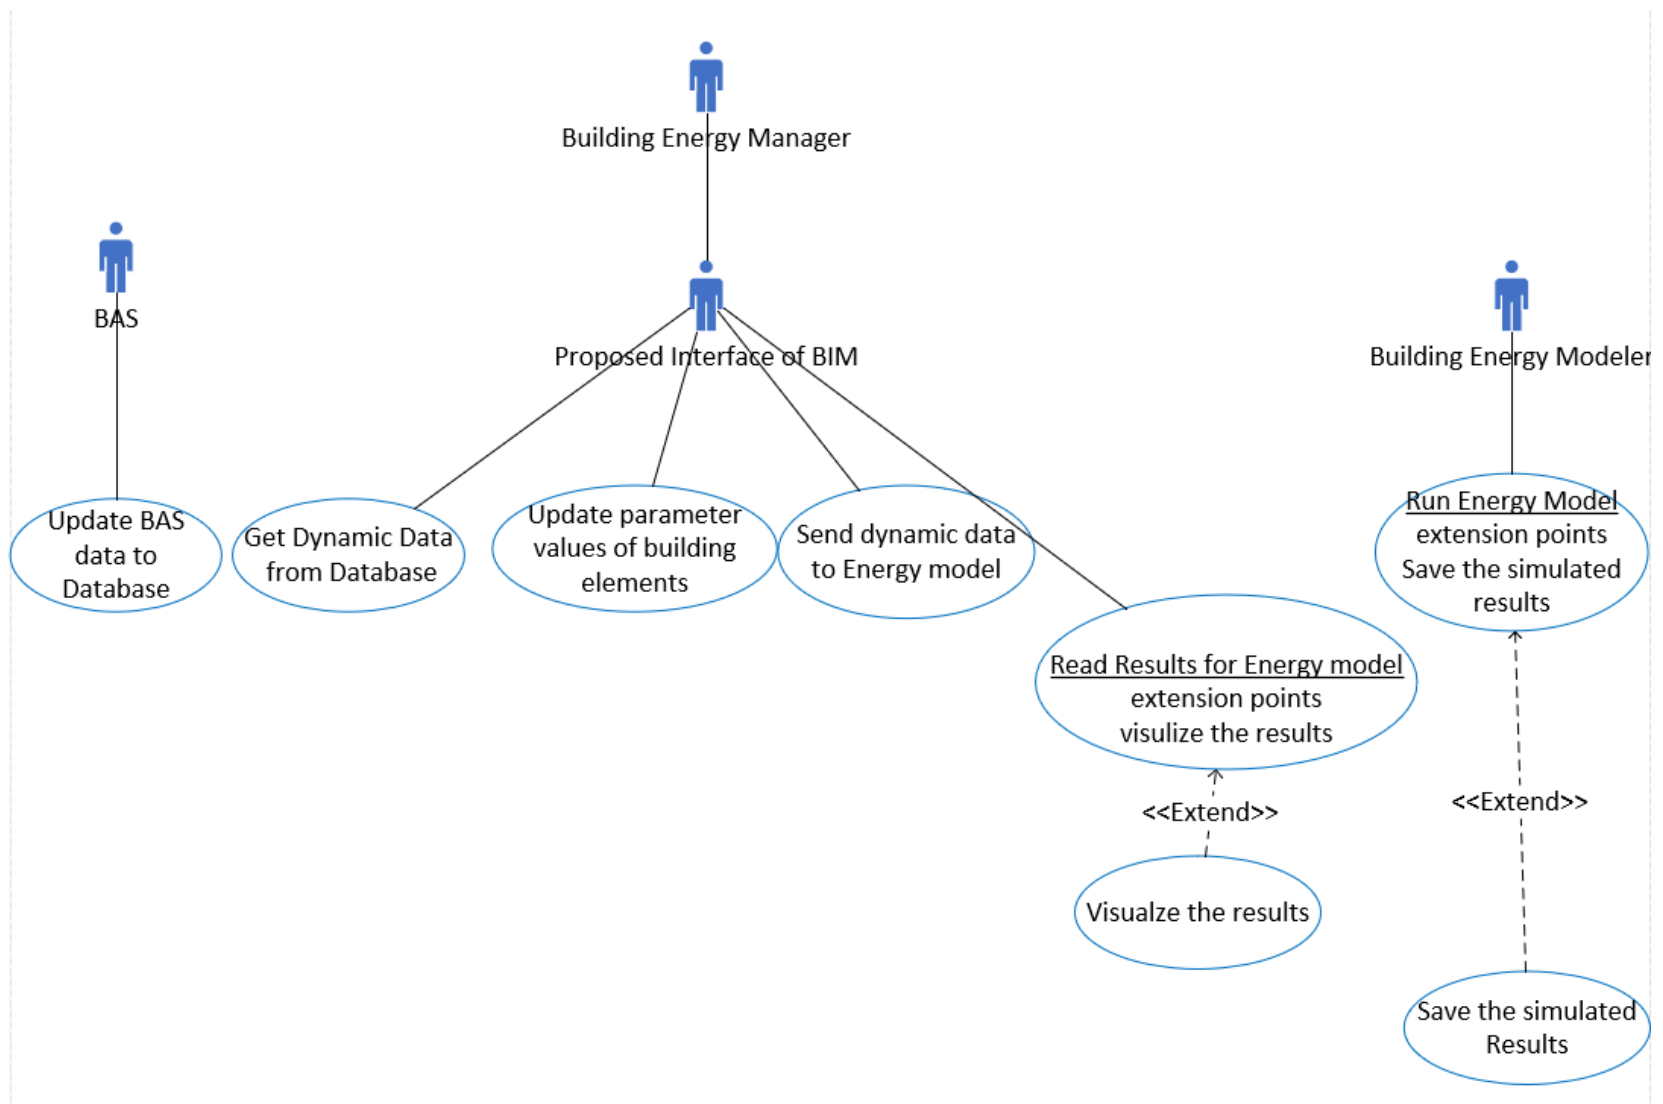 Building Energy Manager
BAS
Proposed Interface of BIM
Building Energy Modeler
Update BAS
data to
Database
Get Dynamic Data
from Database
Update parameter
values of building
elements
Send dynamic data
to Energy model
Run Energy Model
extension points
Save the simulated
results
Read Results for Energy model
extension points
visulize the results
<<Extend>>
<<Extend>>
Visualze the results
Save the simulated
Results